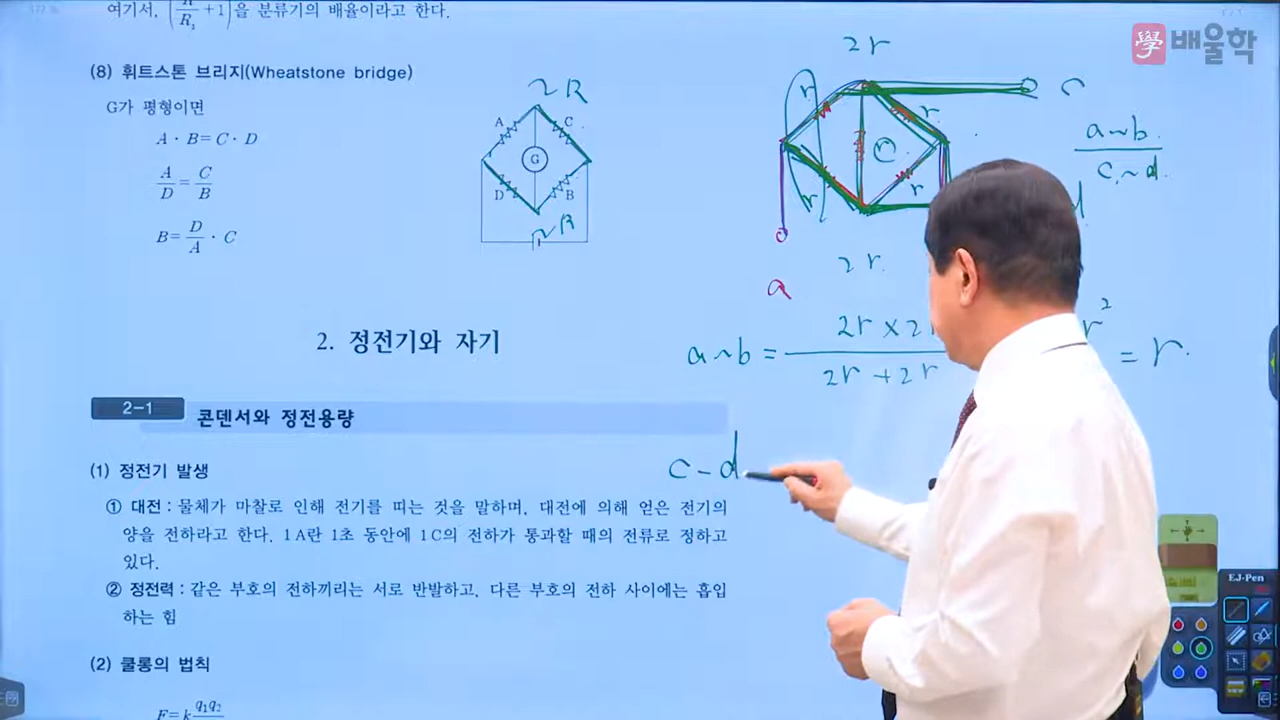 여기서, (R/Rs +1)을 분류기의 배율이라고 한다.
(8) 휘트스톤 브리지(Wheatstone bridge)
G가 평형이면
A · B = C · D
A/D = C/B
B = D/A · C
A
C
G
D
B
2R
2R
2. 정전기와 자기
2-1 콘덴서와 정전용량
(1) 정전기 발생
① 대전 : 물체가 마찰로 인해 전기를 띠는 것을 말하며, 대전에 의해 얻은 전기의
양을 전하라고 한다. 1A란 1초 동안에 1C의 전하가 통과할 때의 전류로 정하고
있다.
② 정전력 : 같은 부호의 전하끼리는 서로 반발하고, 다른 부호의 전하 사이에는 흡입
하는 힘
(2) 쿨롱의 법칙
F = k q₁q₂
學 배울학
2r
r
r
r
r
r
c
a
2r
a~b
c~d
a~b = 2r × 2
2r + 2r
r²
= r
c - d
EJ-Pen